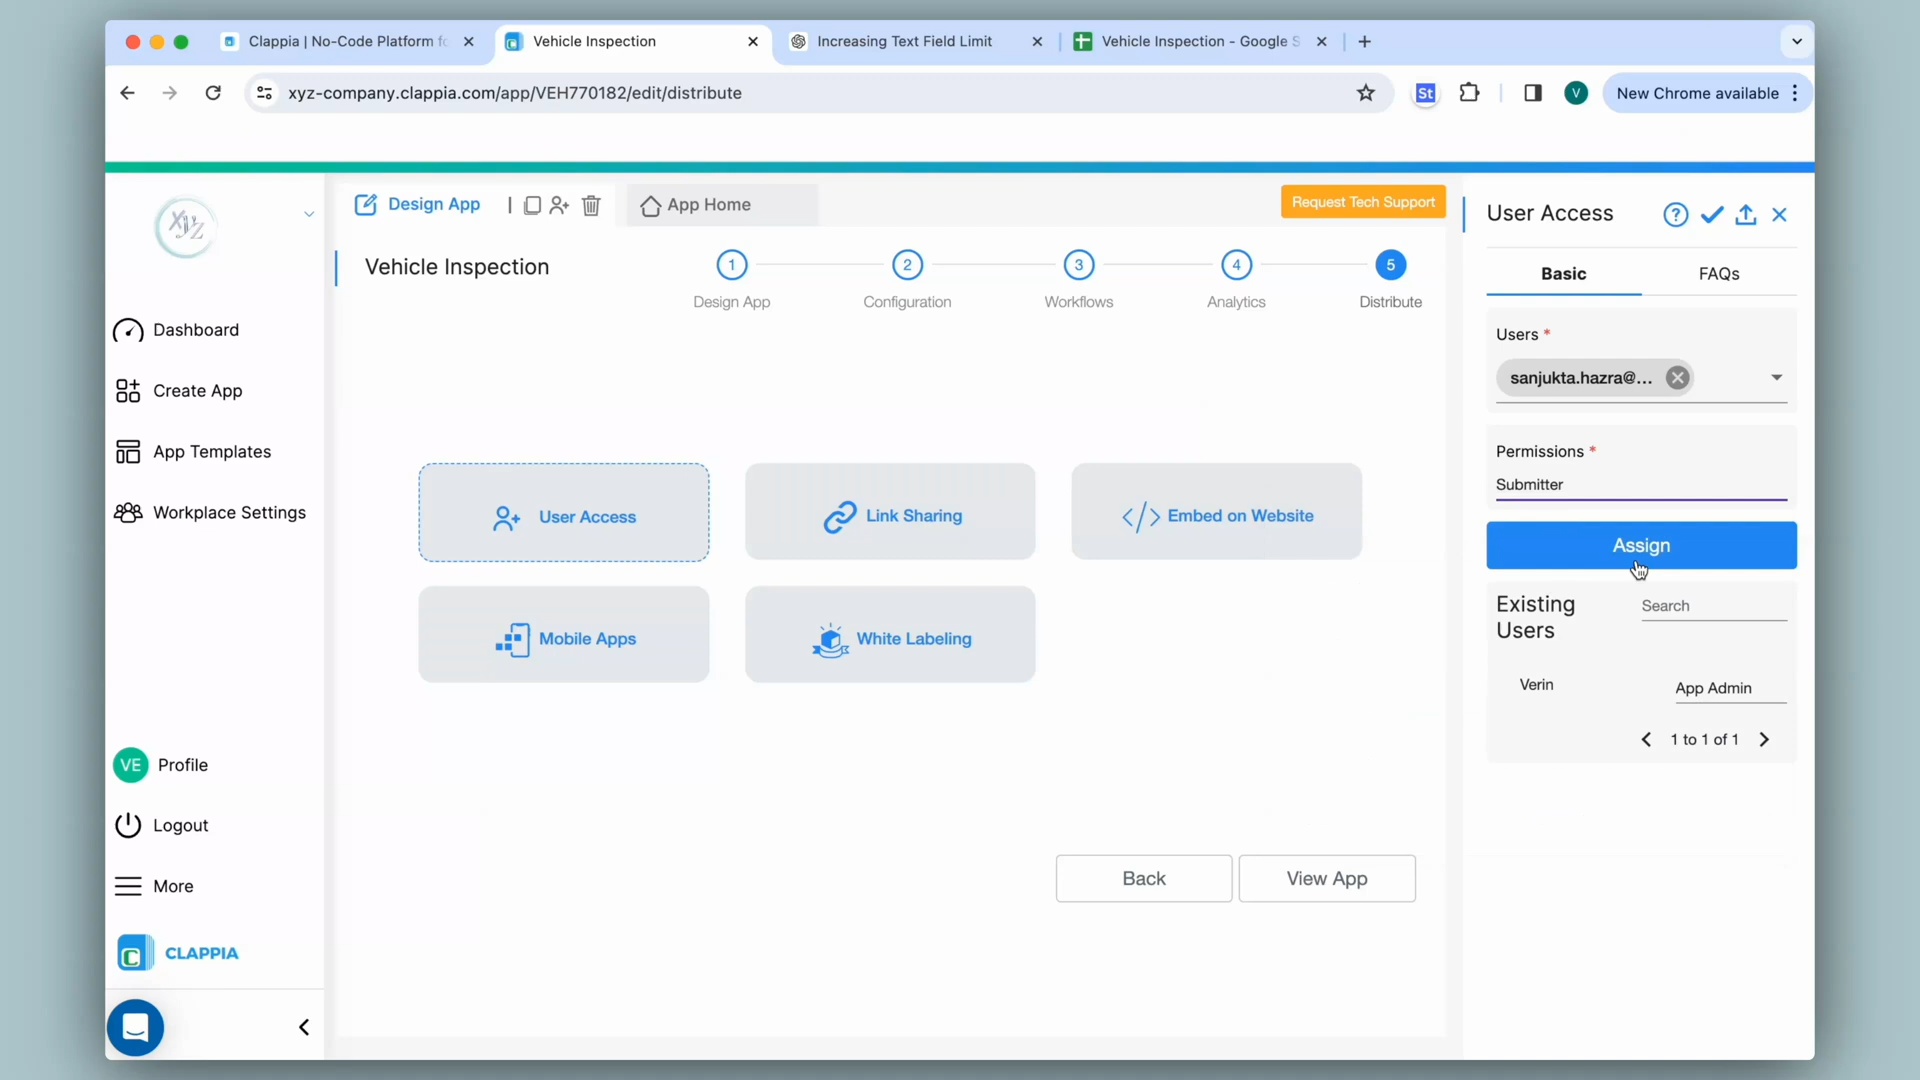 Clappia | No-Code Platform fo
Vehicle Inspection
Increasing Text Field Limit
Vehicle Inspection - Google S
xyz-company.clappia.com/app/VEH770182/edit/distribute
St
V
New Chrome available
xyz
Design App
App Home
Request Tech Support
User Access
?
Vehicle Inspection
1
2
3
4
5
Design App
Configuration
Workflows
Analytics
Distribute
Basic
FAQs
Users *
sanjukta.hazra@...
Permissions *
Submitter
Assign
Existing Users
Search
Verin
App Admin
1 to 1 of 1
Dashboard
Create App
App Templates
Workplace Settings
User Access
Link Sharing
</> Embed on Website
Mobile Apps
White Labeling
Back
View App
VE
Profile
Logout
More
C
CLAPPIA